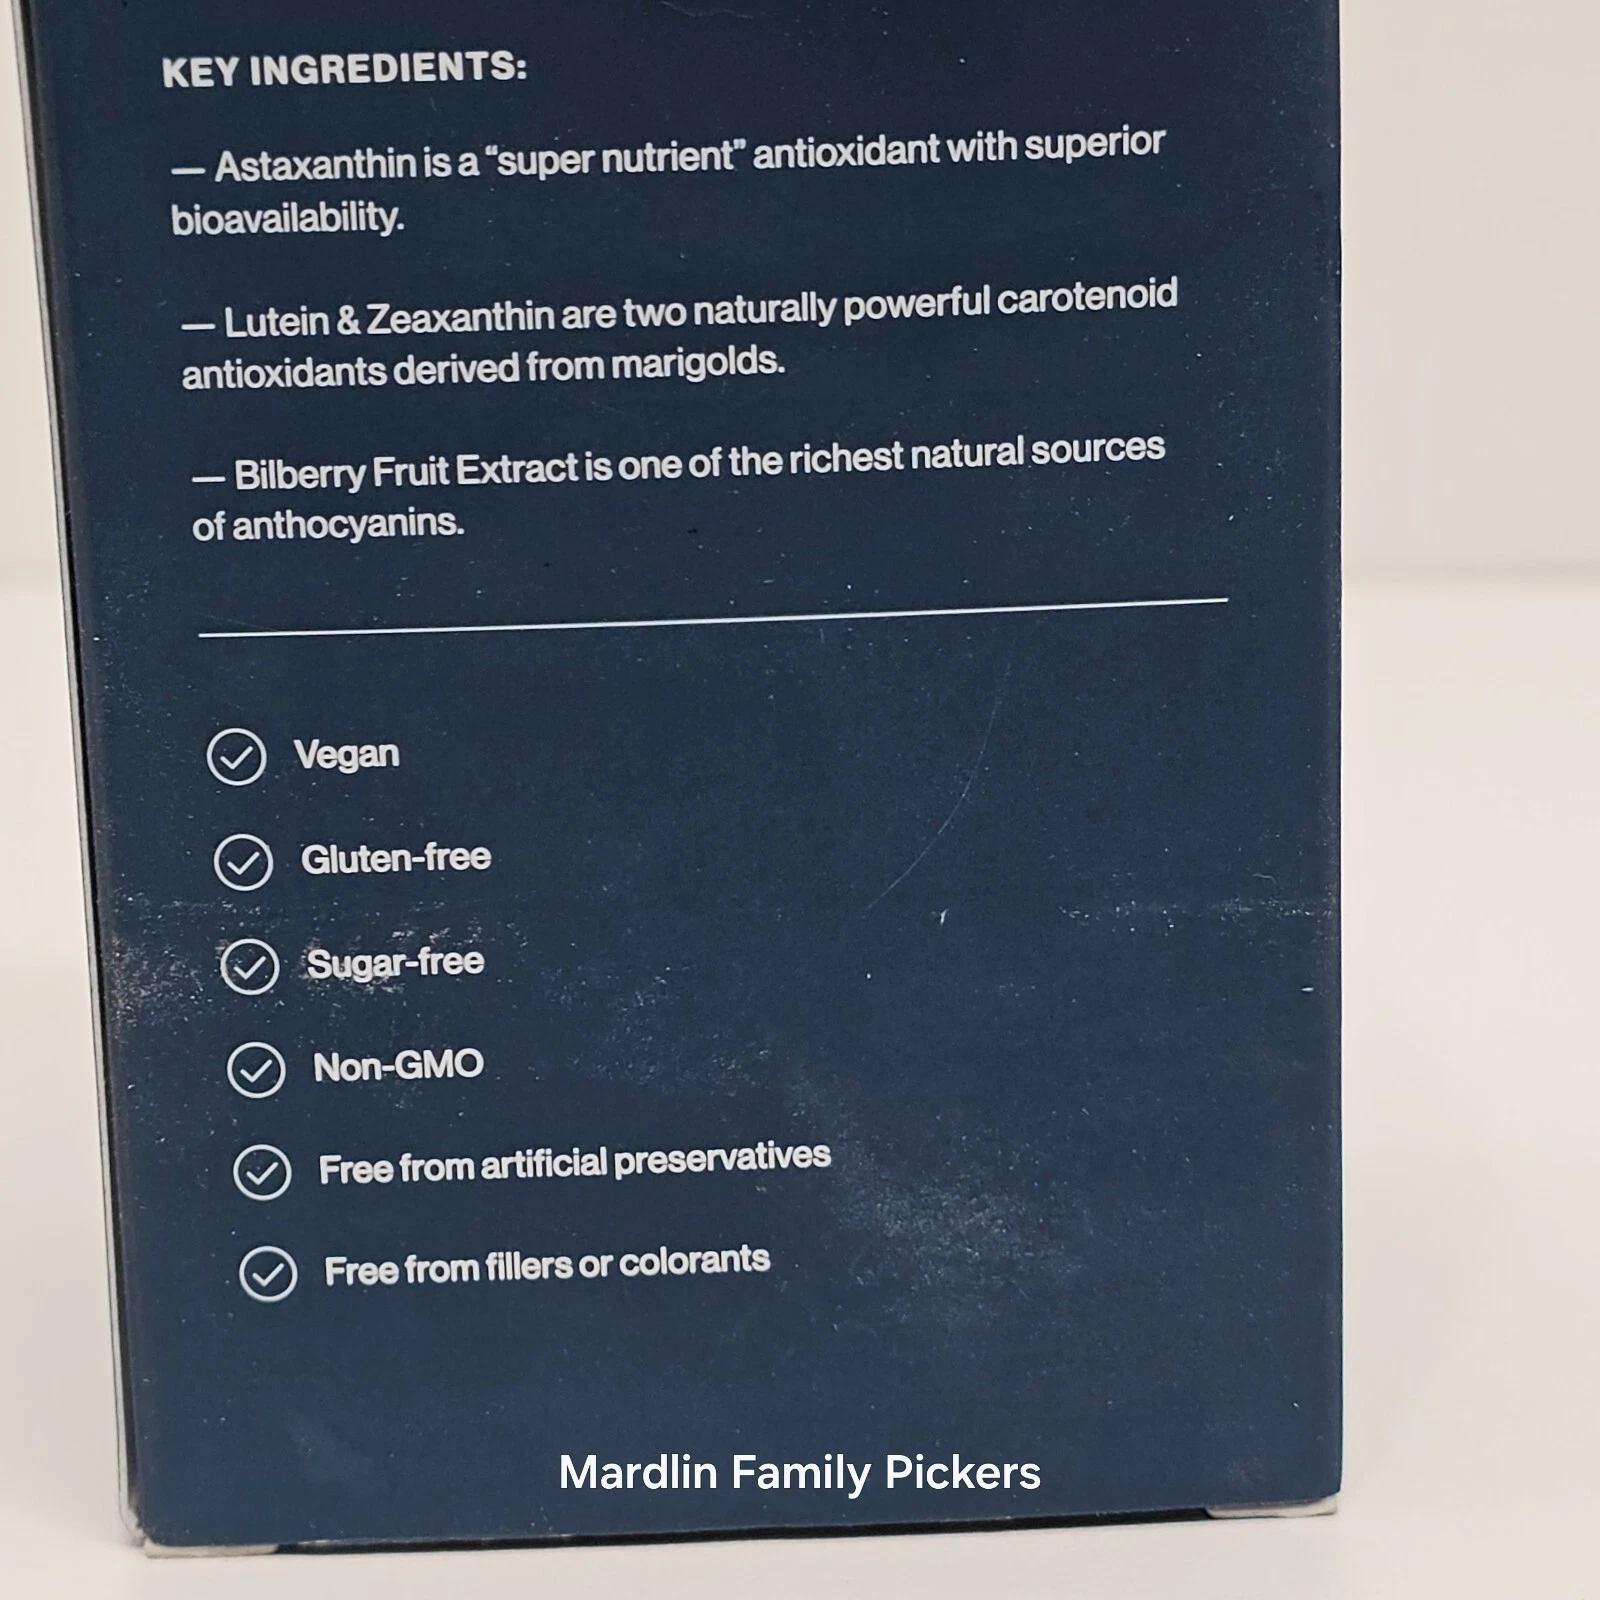 KEY INGREDIENTS:
— Astaxanthin is a “super nutrient” antioxidant with superior
bioavailability.
— Lutein & Zeaxanthin are two naturally powerful carotenoid
antioxidants derived from marigolds.
— Bilberry Fruit Extract is one of the richest natural sources
of anthocyanins.
Vegan
Gluten-free
Sugar-free
Non-GMO
Free from artificial preservatives
Free from fillers or colorants
Mardlin Family Pickers